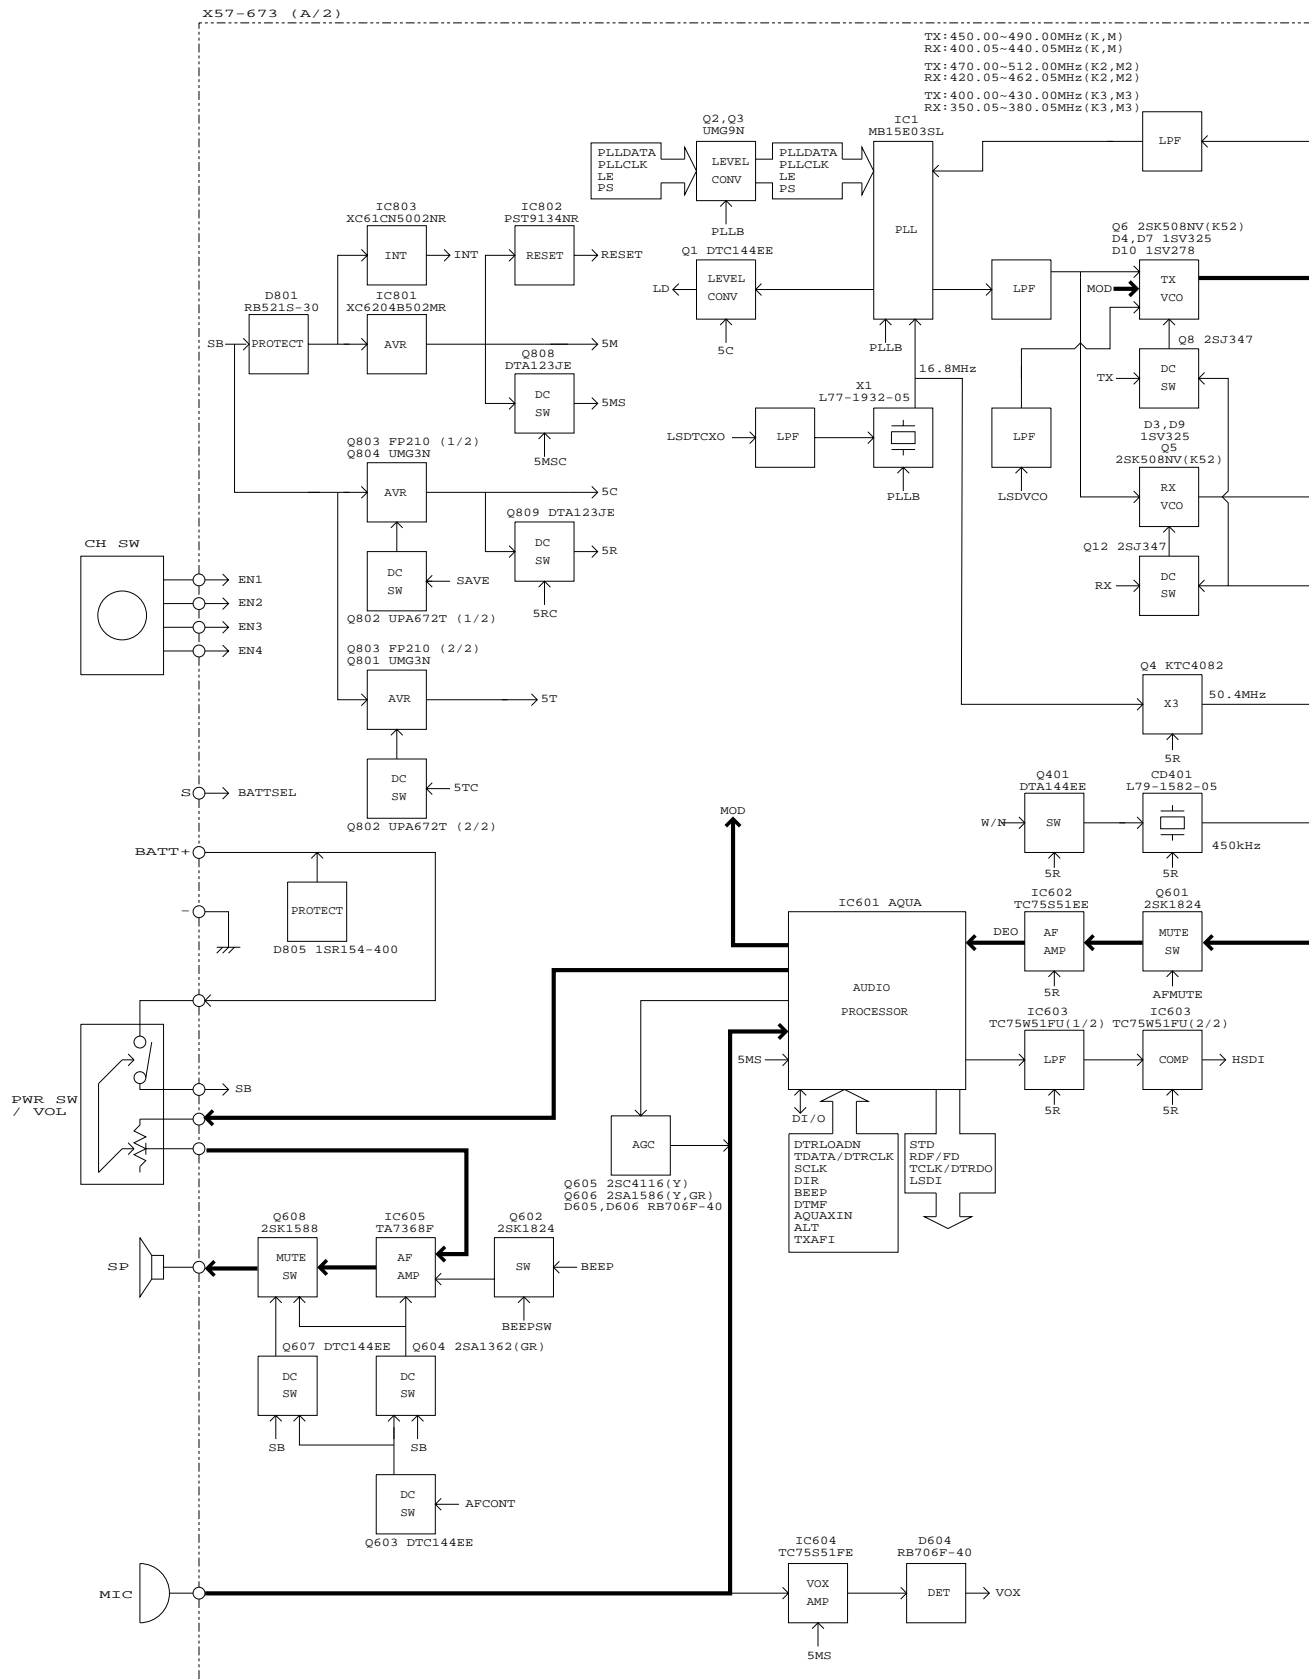 X57-673 (A/2)
TX:450.00~490.00MHz(K,M)
RX:400.05~440.05MHz(K,M)
TX:470.00~512.00MHz(K2,M2)
RX:420.05~462.05MHz(K2,M2)
TX:400.00~430.00MHz(K3,M3)
RX:350.05~380.05MHz(K3,M3)
Q2,Q3
UMG9N
IC1
MB15E03SL
LPF
PLLDATA
PLLCLK
LE
PS
LEVEL
CONV
PLLDATA
PLLCLK
LE
PS
PLL
PLLB
IC803
XC61CN5002NR
INT
INT
IC802
PST9134NR
RESET
RESET
Q1 DTC144EE
LEVEL
CONV
LD
5C
LPF
PLLB
16.8MHz
Q6 2SK508NV(K52)
D4,D7 1SV325
D10 1SV278
TX
VCO
MOD
Q8 2SJ347
DC
SW
TX
D801
RB521S-30
PROTECT
SB
IC801
XC6204B502MR
AVR
5M
Q808
DTA123JE
DC
SW
5MS
5MSC
X1
L77-1932-05
LSDTCXO
LPF
PLLB
LPF
LSDVCO
D3,D9
1SV325
Q5
2SK508NV(K52)
RX
VCO
Q12 2SJ347
DC
SW
RX
Q803 FP210 (1/2)
Q804 UMG3N
AVR
5C
Q809 DTA123JE
DC
SW
5R
5RC
DC
SW
SAVE
Q802 UPA672T (1/2)
CH SW
EN1
EN2
EN3
EN4
Q803 FP210 (2/2)
Q801 UMG3N
AVR
5T
DC
SW
5TC
Q802 UPA672T (2/2)
Q4 KTC4082
X3
50.4MHz
5R
S
BATTSEL
Q401
DTA144EE
W/N
SW
5R
CD401
L79-1582-05
450kHz
5R
MOD
BATT+
-
PROTECT
D805 1SR154-400
IC601 AQUA
AUDIO
PROCESSOR
DEO
IC602
TC75S51EE
AF
AMP
5R
Q601
2SK1824
MUTE
SW
AFMUTE
IC603
TC75W51FU(1/2)
LPF
5R
IC603
TC75W51FU(2/2)
COMP
HSDI
5R
5MS
DI/O
PWR SW
/ VOL
SB
AGC
Q605 2SC4116(Y)
Q606 2SA1586(Y,GR)
D605,D606 RB706F-40
DTRLOADN
TDATA/DTRCLK
SCLK
DIR
BEEP
DTMF
AQUAXIN
ALT
TXAFI
STD
RDF/FD
TCLK/DTRDO
LSDI
SP
Q608
2SK1588
MUTE
SW
IC605
TA7368F
AF
AMP
Q602
2SK1824
SW
BEEP
BEEPSW
Q607 DTC144EE
DC
SW
SB
Q604 2SA1362(GR)
DC
SW
SB
DC
SW
AFCONT
Q603 DTC144EE
MIC
IC604
TC75S51FE
VOX
AMP
5MS
D604
RB706F-40
DET
VOX